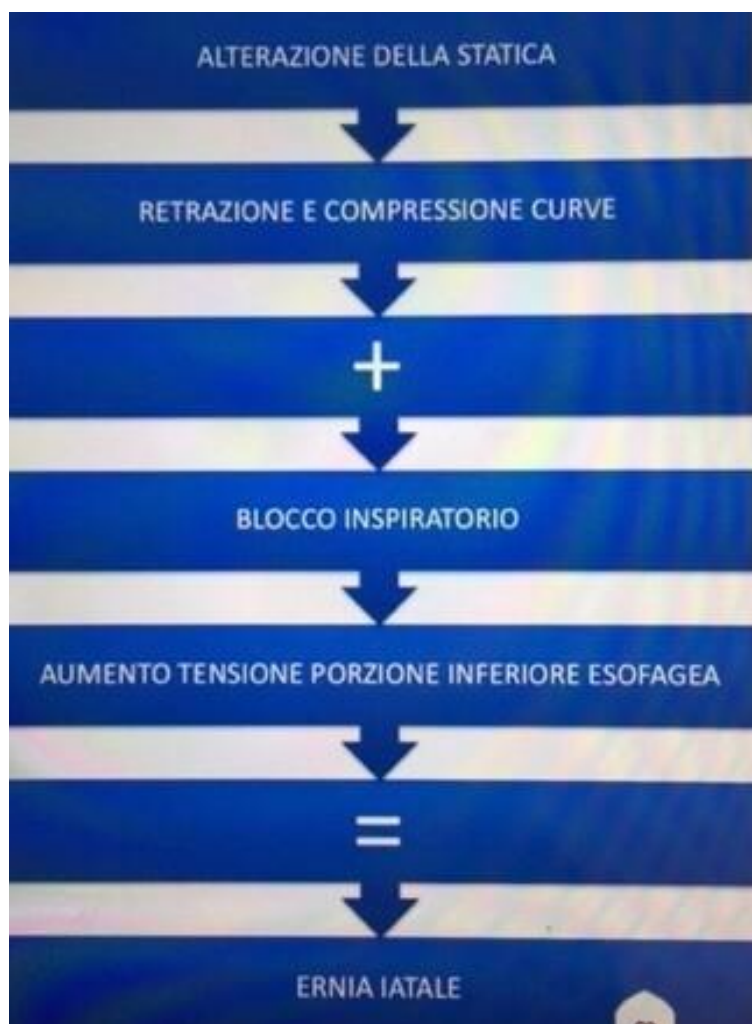 ALTERAZIONE DELLA STATICA
RETRAZIONE E COMPRESSIONE CURVE
+
BLOCCO INSPIRATORIO
AUMENTO TENSIONE PORZIONE INFERIORE ESOFAGEA
=
ERNIA IATALE